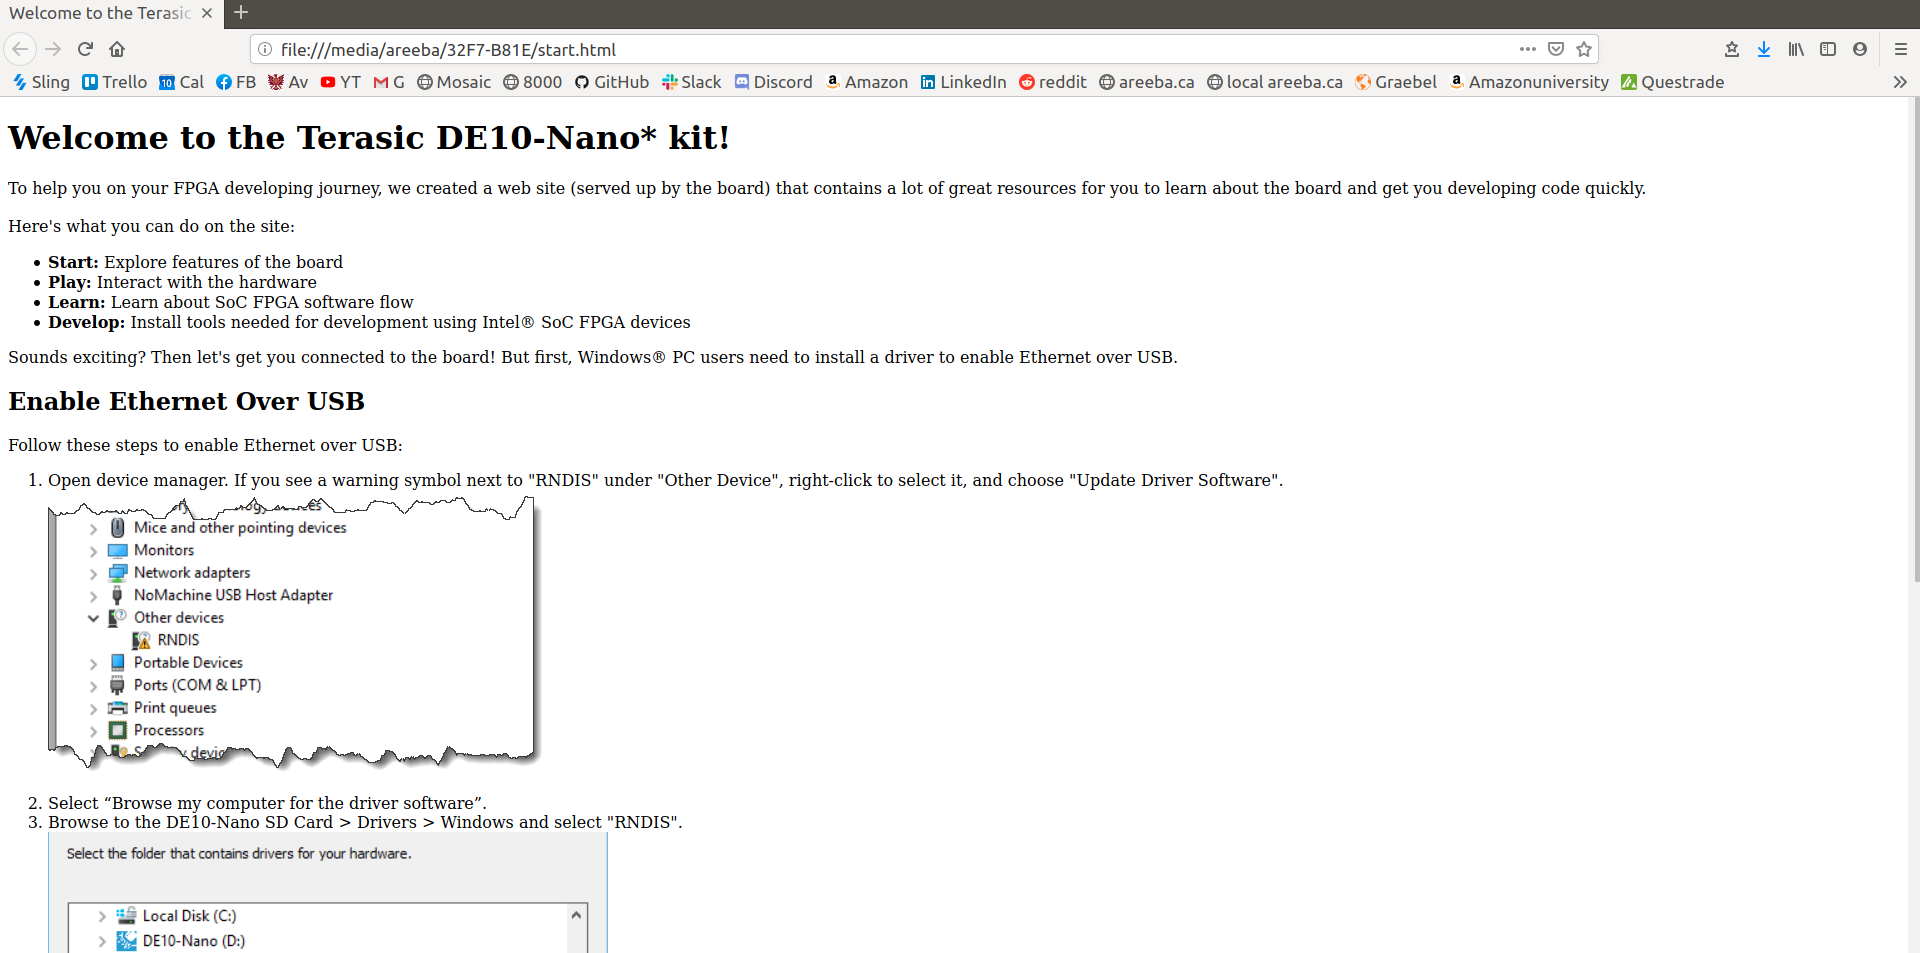 Welcome to the Terasic
file:///media/areeba/32F7-B81E/start.html
Sling Trello Cal FB Av YT G Mosaic 8000 GitHub Slack Discord Amazon LinkedIn reddit areeba.ca local areeba.ca Graebel Amazonuniversity Questrade
Welcome to the Terasic DE10-Nano* kit!
To help you on your FPGA developing journey, we created a web site (served up by the board) that contains a lot of great resources for you to learn about the board and get you developing code quickly.
Here's what you can do on the site:
• Start: Explore features of the board
• Play: Interact with the hardware
• Learn: Learn about SoC FPGA software flow
• Develop: Install tools needed for development using Intel® SoC FPGA devices
Sounds exciting? Then let's get you connected to the board! But first, Windows® PC users need to install a driver to enable Ethernet over USB.
Enable Ethernet Over USB
Follow these steps to enable Ethernet over USB:
1. Open device manager. If you see a warning symbol next to "RNDIS" under "Other Device", right-click to select it, and choose "Update Driver Software".
Mice and other pointing devices
Monitors
Network adapters
NoMachine USB Host Adapter
Other devices
RNDIS
Portable Devices
Ports (COM & LPT)
Print queues
Processors
2. Select “Browse my computer for the driver software”.
3. Browse to the DE10-Nano SD Card > Drivers > Windows and select "RNDIS".
Select the folder that contains drivers for your hardware.
Local Disk (C:)
DE10-Nano (D:)